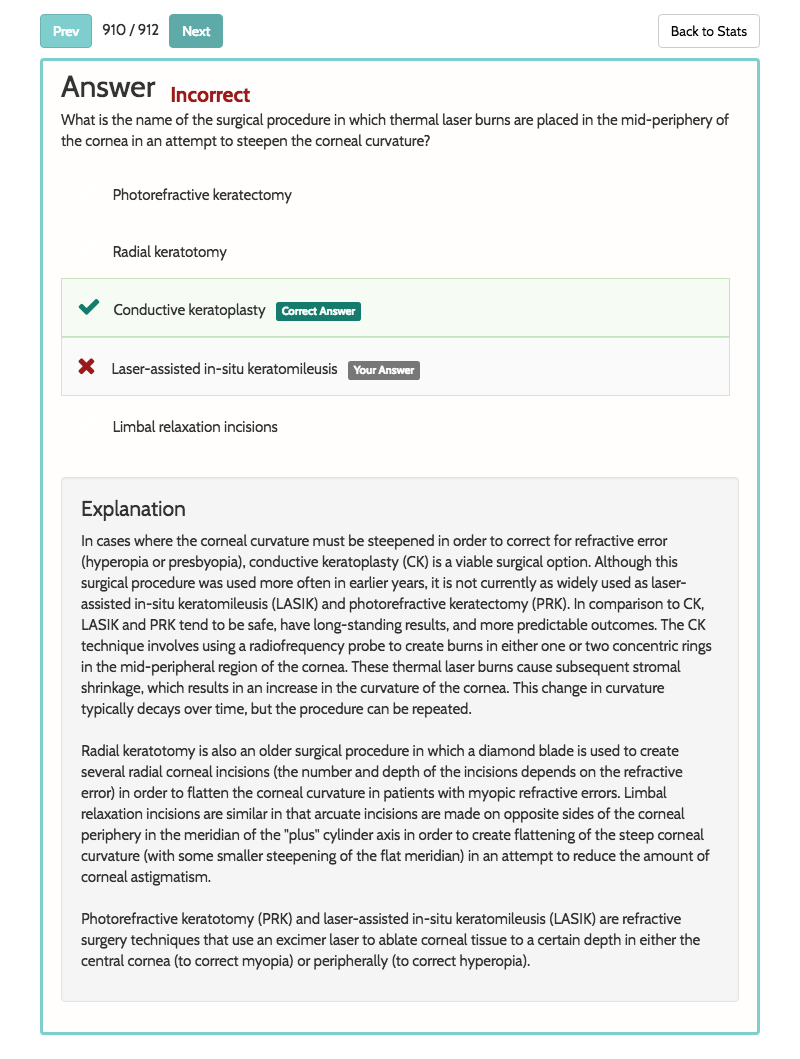 Prev 910 / 912 Next Back to Stats
Answer Incorrect
What is the name of the surgical procedure in which thermal laser burns are placed in the mid-periphery of
the cornea in an attempt to steepen the corneal curvature?
Photorefractive keratectomy
Radial keratotomy
Conductive keratoplasty Correct Answer
Laser-assisted in-situ keratomileusis Your Answer
Limbal relaxation incisions
Explanation
In cases where the corneal curvature must be steepened in order to correct for refractive error
(hyperopia or presbyopia), conductive keratoplasty (CK) is a viable surgical option. Although this
surgical procedure was used more often in earlier years, it is not currently as widely used as laser-
assisted in-situ keratomileusis (LASIK) and photorefractive keratectomy (PRK). In comparison to CK,
LASIK and PRK tend to be safe, have long-standing results, and more predictable outcomes. The CK
technique involves using a radiofrequency probe to create burns in either one or two concentric rings
in the mid-peripheral region of the cornea. These thermal laser burns cause subsequent stromal
shrinkage, which results in an increase in the curvature of the cornea. This change in curvature
typically decays over time, but the procedure can be repeated.
Radial keratotomy is also an older surgical procedure in which a diamond blade is used to create
several radial corneal incisions (the number and depth of the incisions depends on the refractive
error) in order to flatten the corneal curvature in patients with myopic refractive errors. Limbal
relaxation incisions are similar in that arcuate incisions are made on opposite sides of the corneal
periphery in the meridian of the "plus" cylinder axis in order to create flattening of the steep corneal
curvature (with some smaller steepening of the flat meridian) in an attempt to reduce the amount of
corneal astigmatism.
Photorefractive keratotomy (PRK) and laser-assisted in-situ keratomileusis (LASIK) are refractive
surgery techniques that use an excimer laser to ablate corneal tissue to a certain depth in either the
central cornea (to correct myopia) or peripherally (to correct hyperopia).